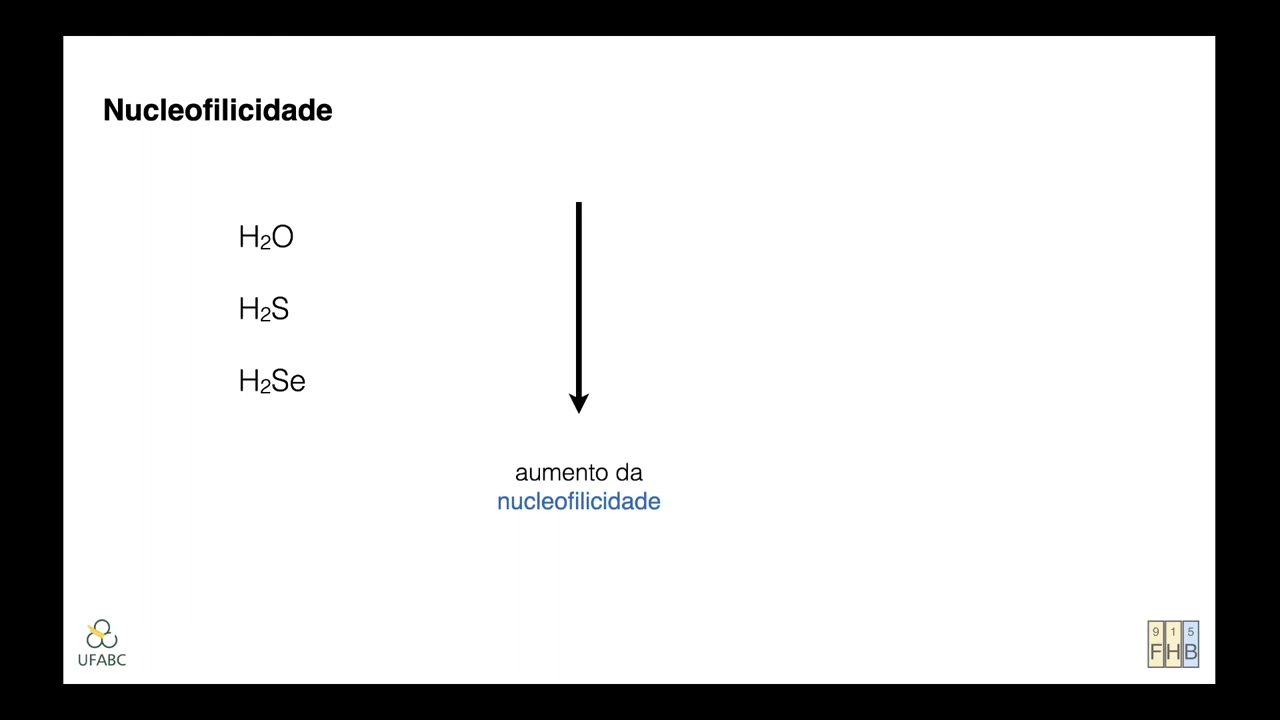 Nucleofilicidade
H₂O
H₂S
H₂Se
aumento da
nucleofilicidade
UFABC
9 1 5
F H B